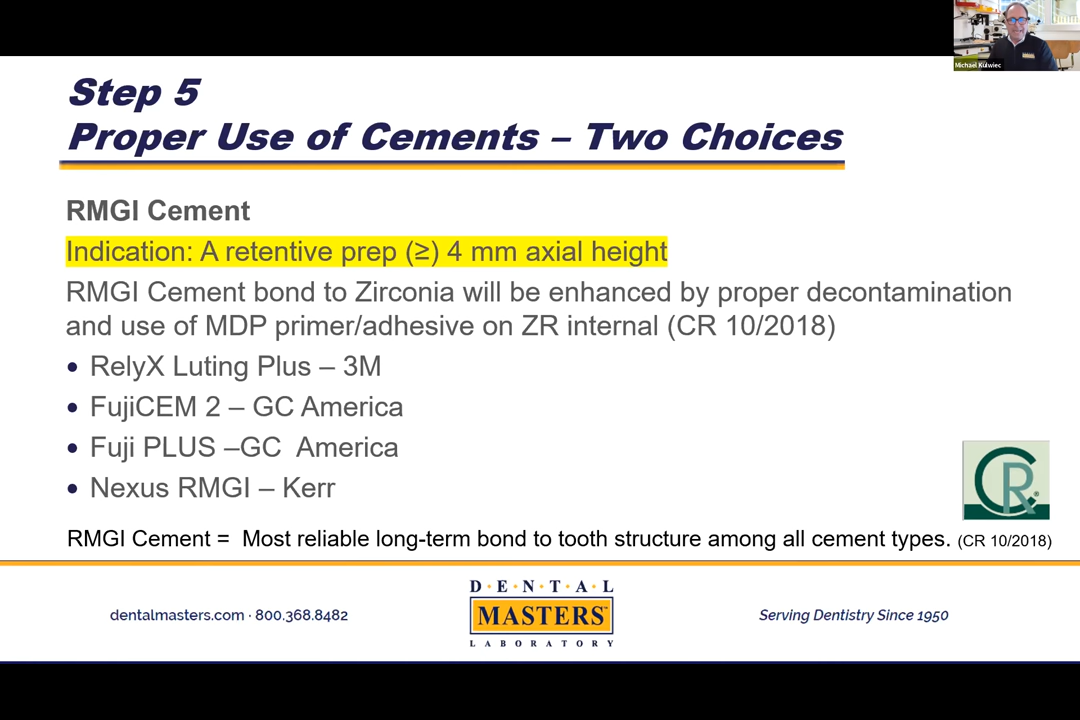 Michael Kulwiec
Step 5
Proper Use of Cements – Two Choices
RMGI Cement
Indication: A retentive prep (≥) 4 mm axial height
RMGI Cement bond to Zirconia will be enhanced by proper decontamination
and use of MDP primer/adhesive on ZR internal (CR 10/2018)
• RelyX Luting Plus – 3M
• FujiCEM 2 – GC America
• Fuji PLUS –GC  America
• Nexus RMGI – Kerr
CR®
RMGI Cement =  Most reliable long-term bond to tooth structure among all cement types. (CR 10/2018)
dentalmasters.com · 800.368.8482
D·E·N·T·A·L
MASTERS™
LABORATORY
Serving Dentistry Since 1950